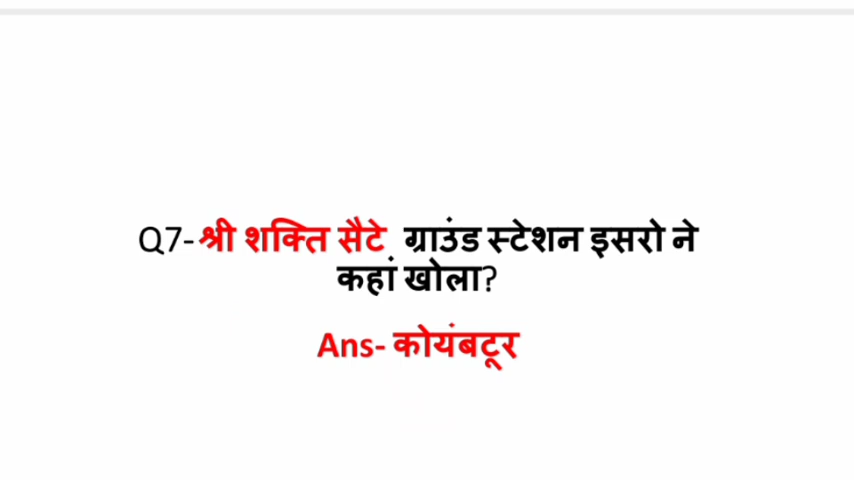 Q7-श्री शक्ति सैटे ग्राउंड स्टेशन इसरो ने
कहां खोला?
Ans- कोयंबटूर